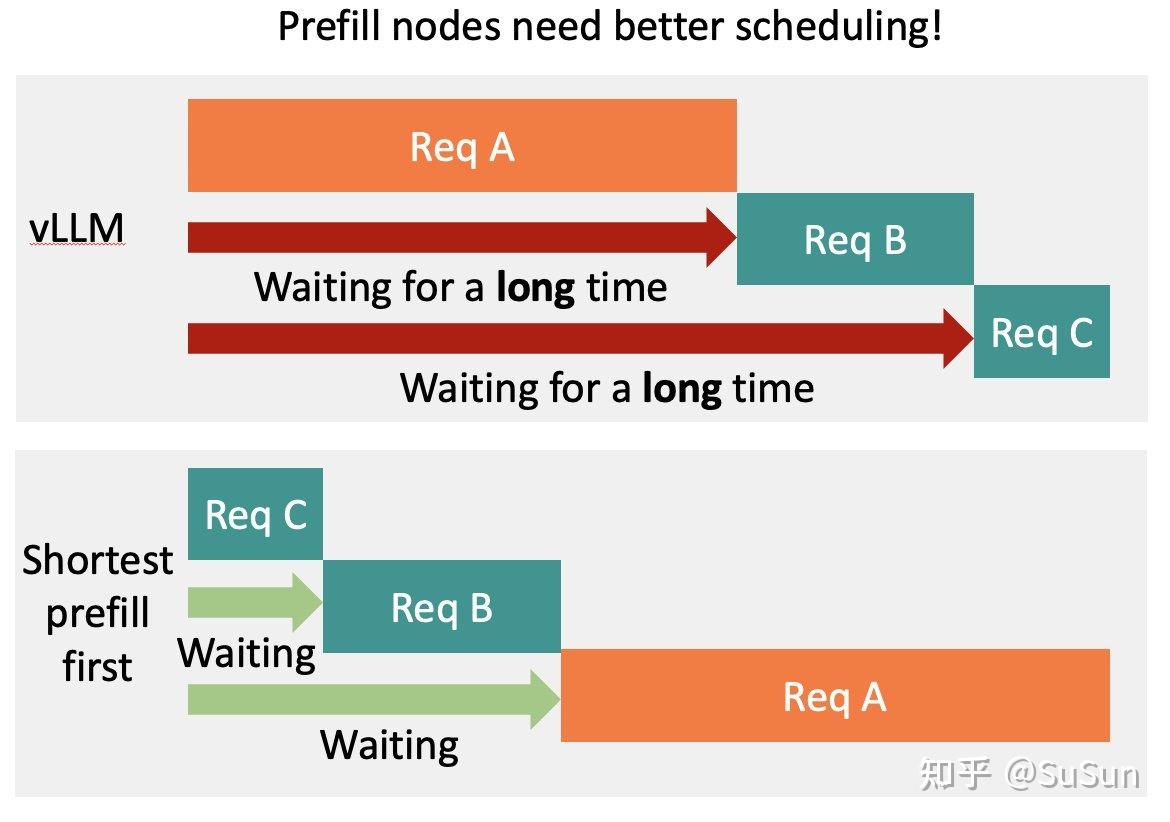 Prefill nodes need better scheduling!
Req A
vLLM
Req B
Waiting for a long time
Req C
Waiting for a long time
Req C
Shortest
prefill
first
Req B
Waiting
Req A
Waiting
知乎 @SuSun